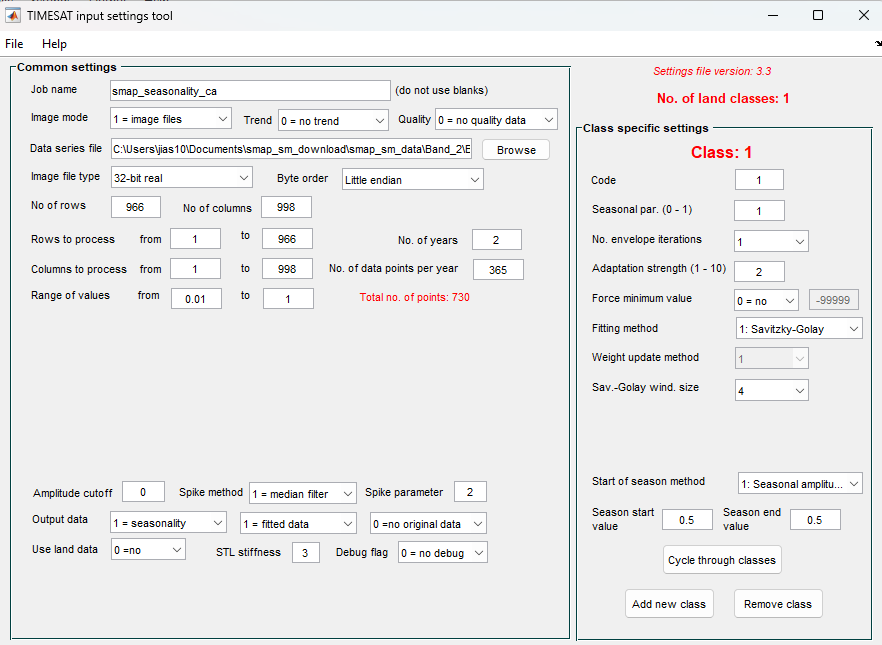 TIMESAT input settings tool
File Help
Common settings
Job name smap_seasonality_ca (do not use blanks)
Image mode 1 = image files Trend 0 = no trend Quality 0 = no quality data
Data series file C:\Users\jias10\Documents\smap_sm_download\smap_sm_data\Band_2\E Browse
Image file type 32-bit real Byte order Little endian
No of rows 966 No of columns 998
Rows to process from 1 to 966 No. of years 2
Columns to process from 1 to 998 No. of data points per year 365
Range of values from 0.01 to 1 Total no. of points: 730
Amplitude cutoff 0 Spike method 1 = median filter Spike parameter 2
Output data 1 = seasonality 1 = fitted data 0 =no original data
Use land data 0 =no STL stiffness 3 Debug flag 0 = no debug
Settings file version: 3.3
No. of land classes: 1
Class specific settings
Class: 1
Code 1
Seasonal par. (0 - 1) 1
No. envelope iterations 1
Adaptation strength (1 - 10) 2
Force minimum value 0 = no -99999
Fitting method 1: Savitzky-Golay
Weight update method 1
Sav.-Golay wind. size 4
Start of season method 1: Seasonal amplitu...
Season start value 0.5 Season end value 0.5
Cycle through classes
Add new class Remove class